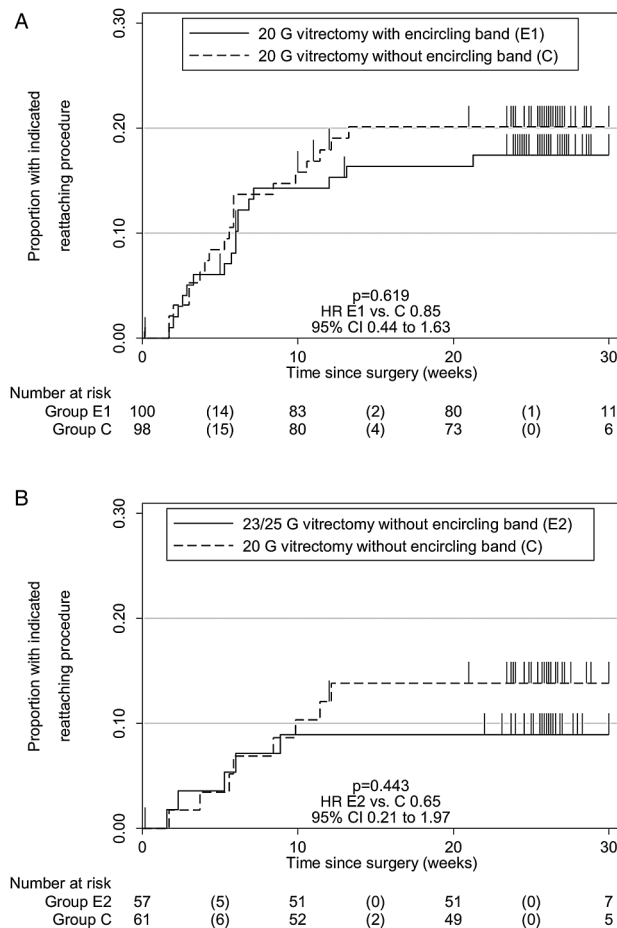 A
20 G vitrectomy with encircling band (E1)
20 G vitrectomy without encircling band (C)
Proportion with indicated
reattaching procedure
0.30
0.20
0.10
0.00
p=0.619
HR E1 vs. C 0.85
95% CI 0.44 to 1.63
0 10 20 30
Time since surgery (weeks)
Number at risk
Group E1 100 (14) 83 (2) 80 (1) 11
Group C 98 (15) 80 (4) 73 (0) 6
B
23/25 G vitrectomy without encircling band (E2)
20 G vitrectomy without encircling band (C)
Proportion with indicated
reattaching procedure
0.30
0.20
0.10
0.00
p=0.443
HR E2 vs. C 0.65
95% CI 0.21 to 1.97
0 10 20 30
Time since surgery (weeks)
Number at risk
Group E2 57 (5) 51 (0) 51 (0) 7
Group C 61 (6) 52 (2) 49 (0) 5